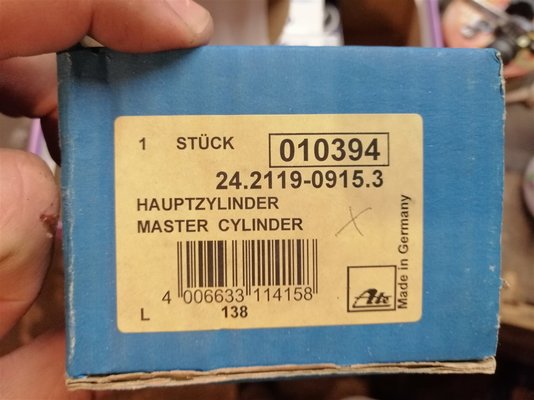 1 STÜCK 010394
24.2119-0915.3
HAUPTZYLINDER
MASTER CYLINDER
4 006633 114158
L 138
Ate
Made in Germany